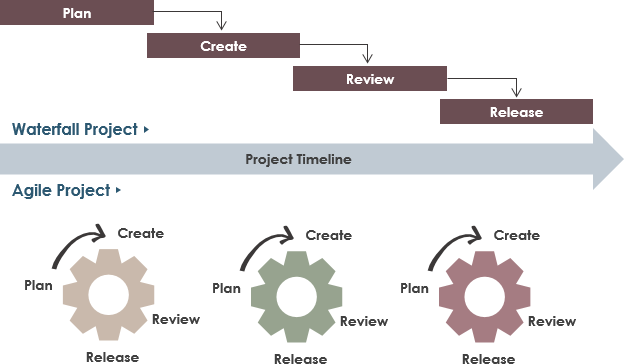 Plan
Create
Review
Release
Waterfall Project
Project Timeline
Agile Project
Create
Plan
Review
Release
Create
Plan
Review
Release
Create
Plan
Review
Release